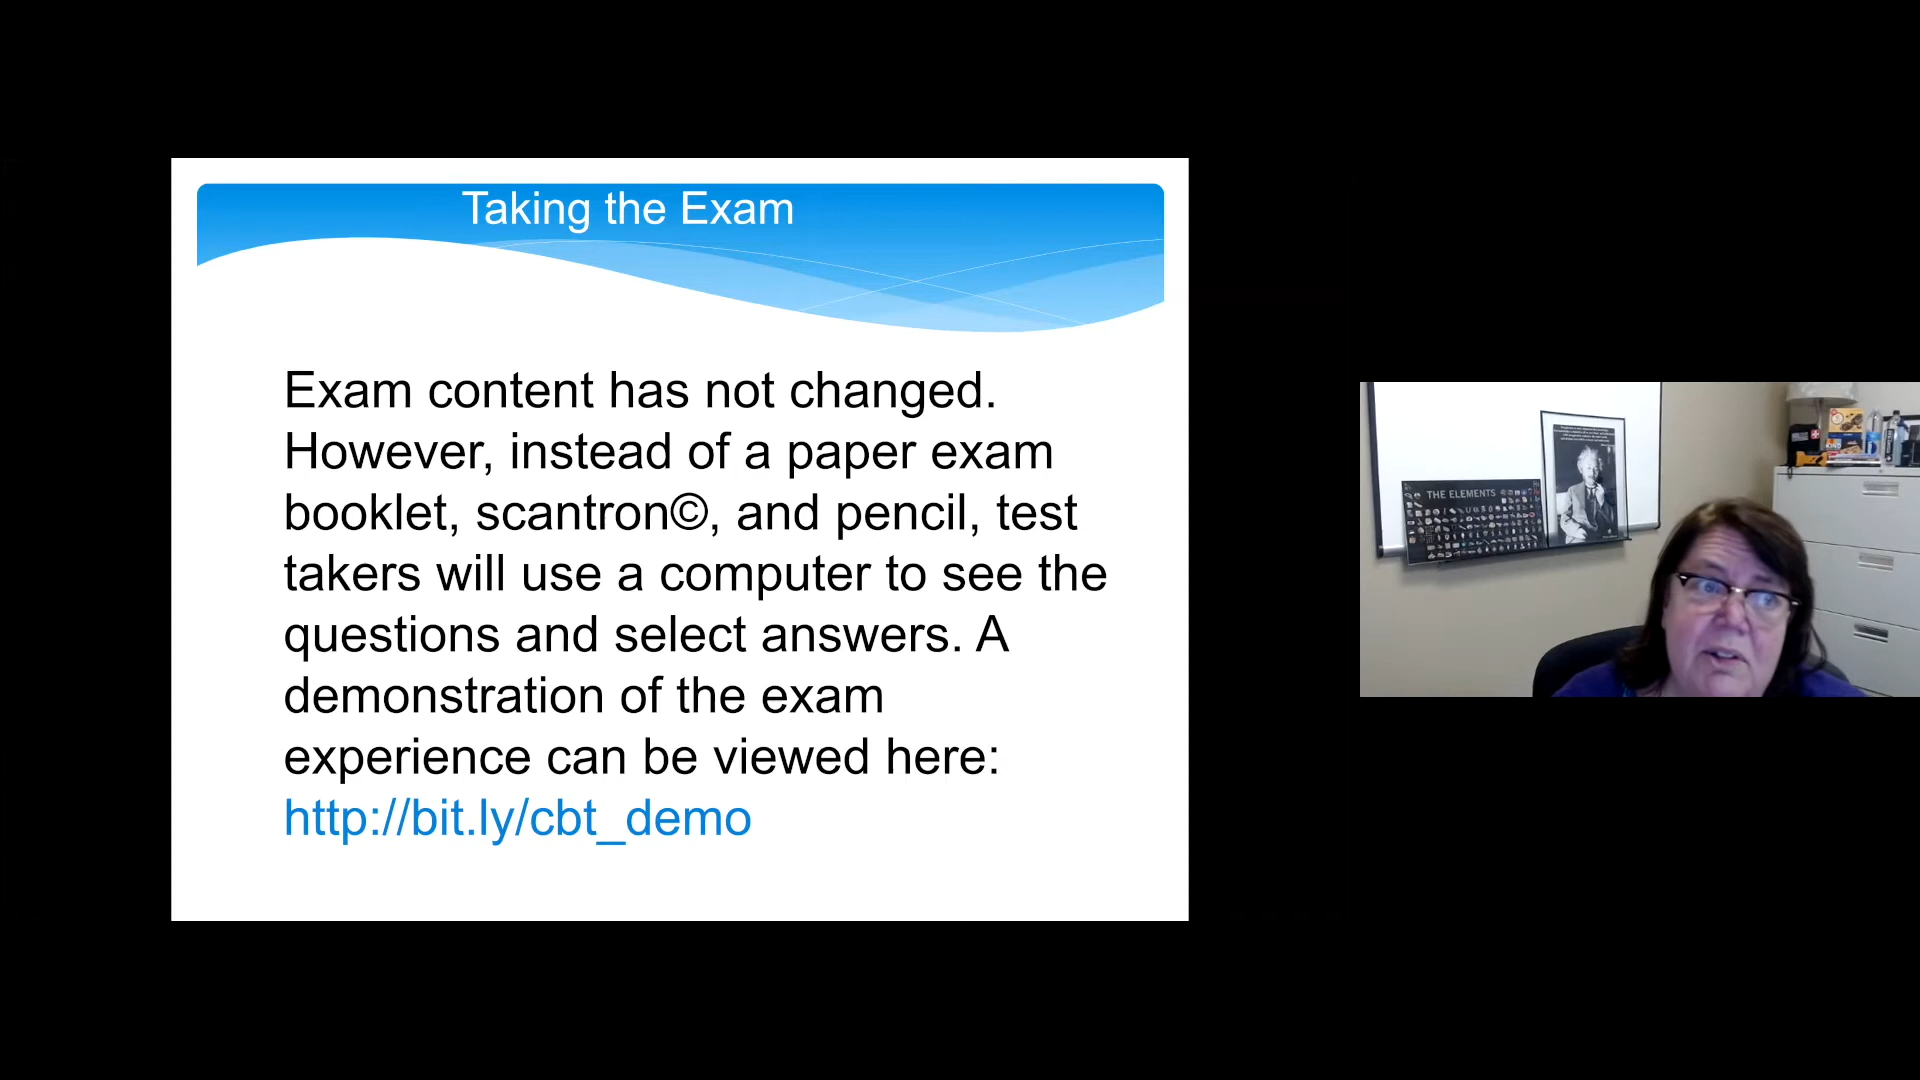 Taking the Exam
Exam content has not changed.
However, instead of a paper exam
booklet, scantron©, and pencil, test
takers will use a computer to see the
questions and select answers. A
demonstration of the exam
experience can be viewed here:
http://bit.ly/cbt_demo
THE ELEMENTS